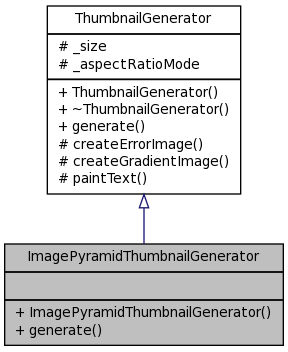 ThumbnailGenerator
# _size
# _aspectRatioMode
+ ThumbnailGenerator()
+ ~ThumbnailGenerator()
+ generate()
# createErrorImage()
# createGradientImage()
# paintText()
ImagePyramidThumbnailGenerator
+ ImagePyramidThumbnailGenerator()
+ generate()